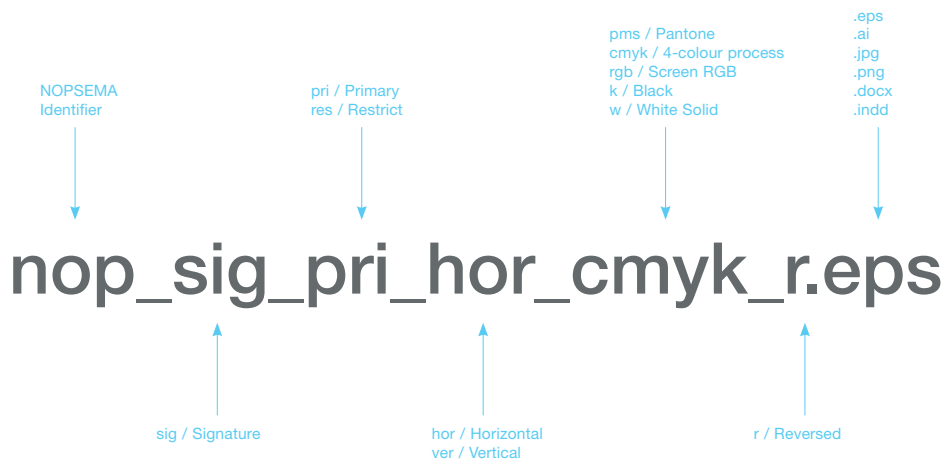 NOPSEMA
Identifier
pri / Primary
res / Restrict
pms / Pantone
cmyk / 4-colour process
rgb / Screen RGB
k / Black
w / White Solid
.eps
.ai
.jpg
.png
.docx
.indd
nop_sig_pri_hor_cmyk_r.eps
sig / Signature
hor / Horizontal
ver / Vertical
r / Reversed